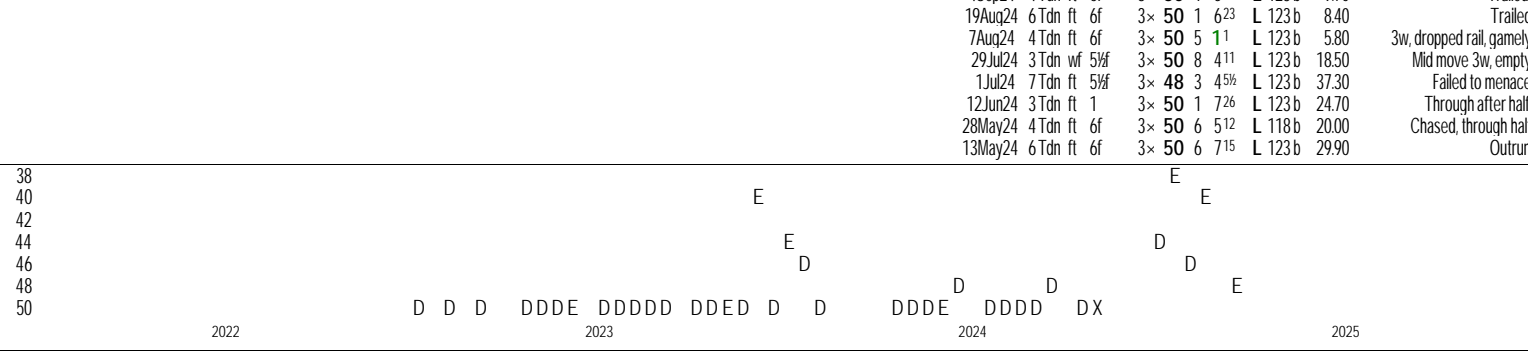 19Aug24 6 Tdn ft 6f 3× 50 1 6²³ L 123 b 8.40 Trailed
7Aug24 4 Tdn ft 6f 3× 50 5 1¹ L 123 b 5.80 3w, dropped rail, gamely
29Jul24 3 Tdn wf 5½f 3× 50 8 4¹¹ L 123 b 18.50 Mid move 3w, empty
1Jul24 7 Tdn ft 5½f 3× 48 3 4⁵½ L 123 b 37.30 Failed to menace
12Jun24 3 Tdn ft 1 3× 50 1 7²⁶ L 123 b 24.70 Through after half
28May24 4 Tdn ft 6f 3× 50 6 5¹² L 118 b 20.00 Chased, through half
13May24 6 Tdn ft 6f 3× 50 6 7¹⁵ L 123 b 29.90 Outrun
38 E
40 E E
42
44 E D
46 D D
48 D D E
50 D D D DDDE DDDDD DDED D D DDDE DDDD DX
2022 2023 2024 2025